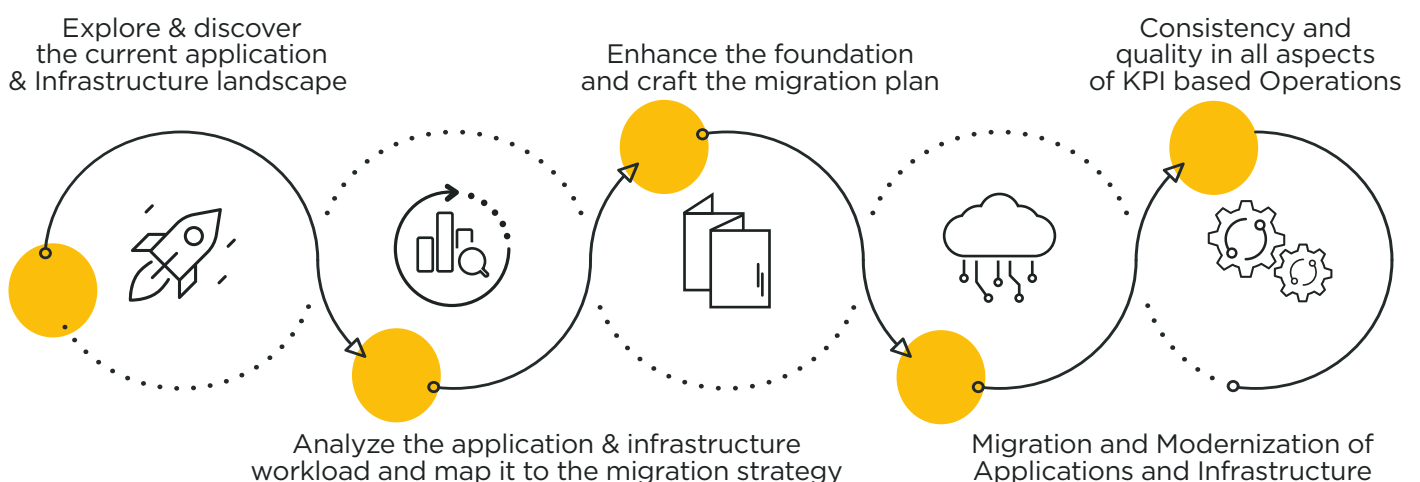 Explore & discover
the current application
& Infrastructure landscape
Analyze the application & infrastructure
workload and map it to the migration strategy
Enhance the foundation
and craft the migration plan
Migration and Modernization of
Applications and Infrastructure
Consistency and
quality in all aspects
of KPI based Operations